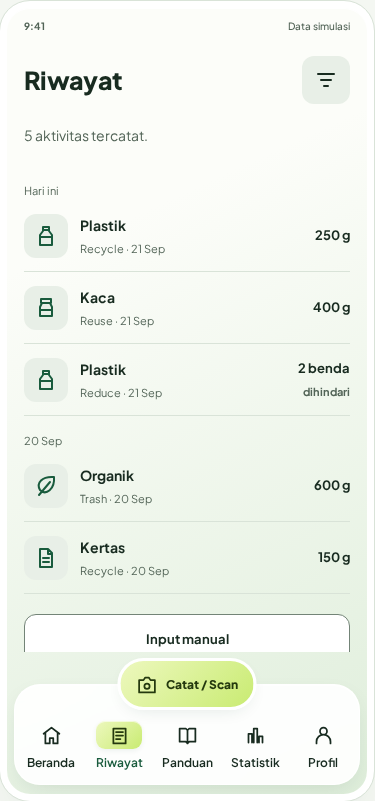 9:41
Data simulasi
Riwayat
5 aktivitas tercatat.
Hari ini
Plastik
Recycle · 21 Sep
250 g
Kaca
Reuse · 21 Sep
400 g
Plastik
Reduce · 21 Sep
2 benda
dihindari
20 Sep
Organik
Trash · 20 Sep
600 g
Kertas
Recycle · 20 Sep
150 g
Input manual
Catat / Scan
Beranda
Riwayat
Panduan
Statistik
Profil